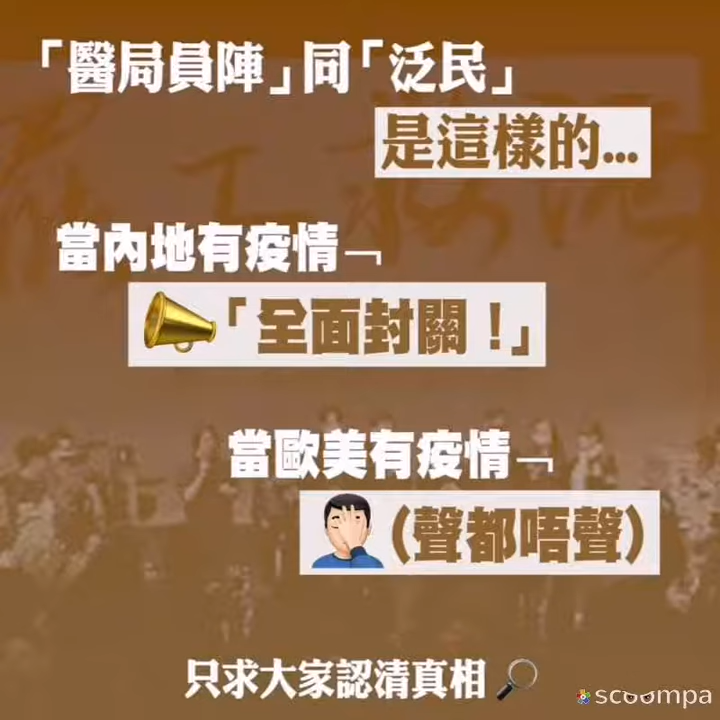 「醫局員陣」同「泛民」
是這樣的...
當內地有疫情﹁
「全面封關！」
當歐美有疫情﹁
(聲都唔聲)
只求大家認清真相
scoompa